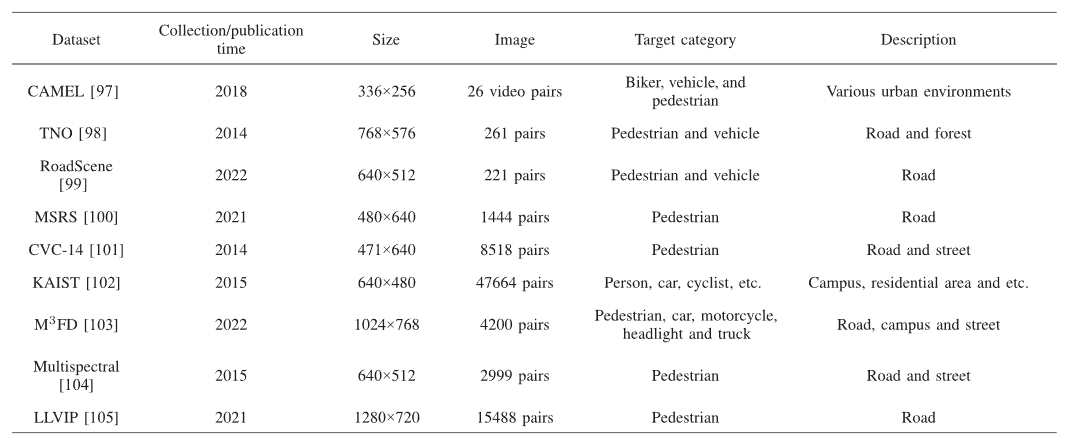 Dataset Collection/publication time Size Image Target category Description
CAMEL [97] 2018 336×256 26 video pairs Biker, vehicle, and pedestrian Various urban environments
TNO [98] 2014 768×576 261 pairs Pedestrian and vehicle Road and forest
RoadScene [99] 2022 640×512 221 pairs Pedestrian and vehicle Road
MSRS [100] 2021 480×640 1444 pairs Pedestrian Road
CVC-14 [101] 2014 471×640 8518 pairs Pedestrian Road and street
KAIST [102] 2015 640×480 47664 pairs Person, car, cyclist, etc. Campus, residential area and etc.
M³FD [103] 2022 1024×768 4200 pairs Pedestrian, car, motorcycle, headlight and truck Road, campus and street
Multispectral [104] 2015 640×512 2999 pairs Pedestrian Road and street
LLVIP [105] 2021 1280×720 15488 pairs Pedestrian Road